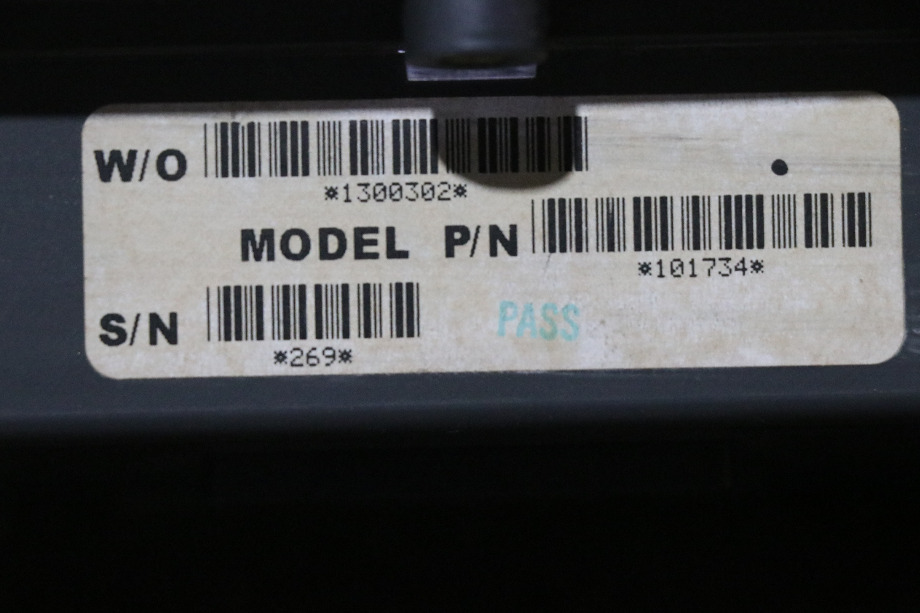 W/O
*1300302*
MODEL P/N
*101734*
S/N
*269*
PASS